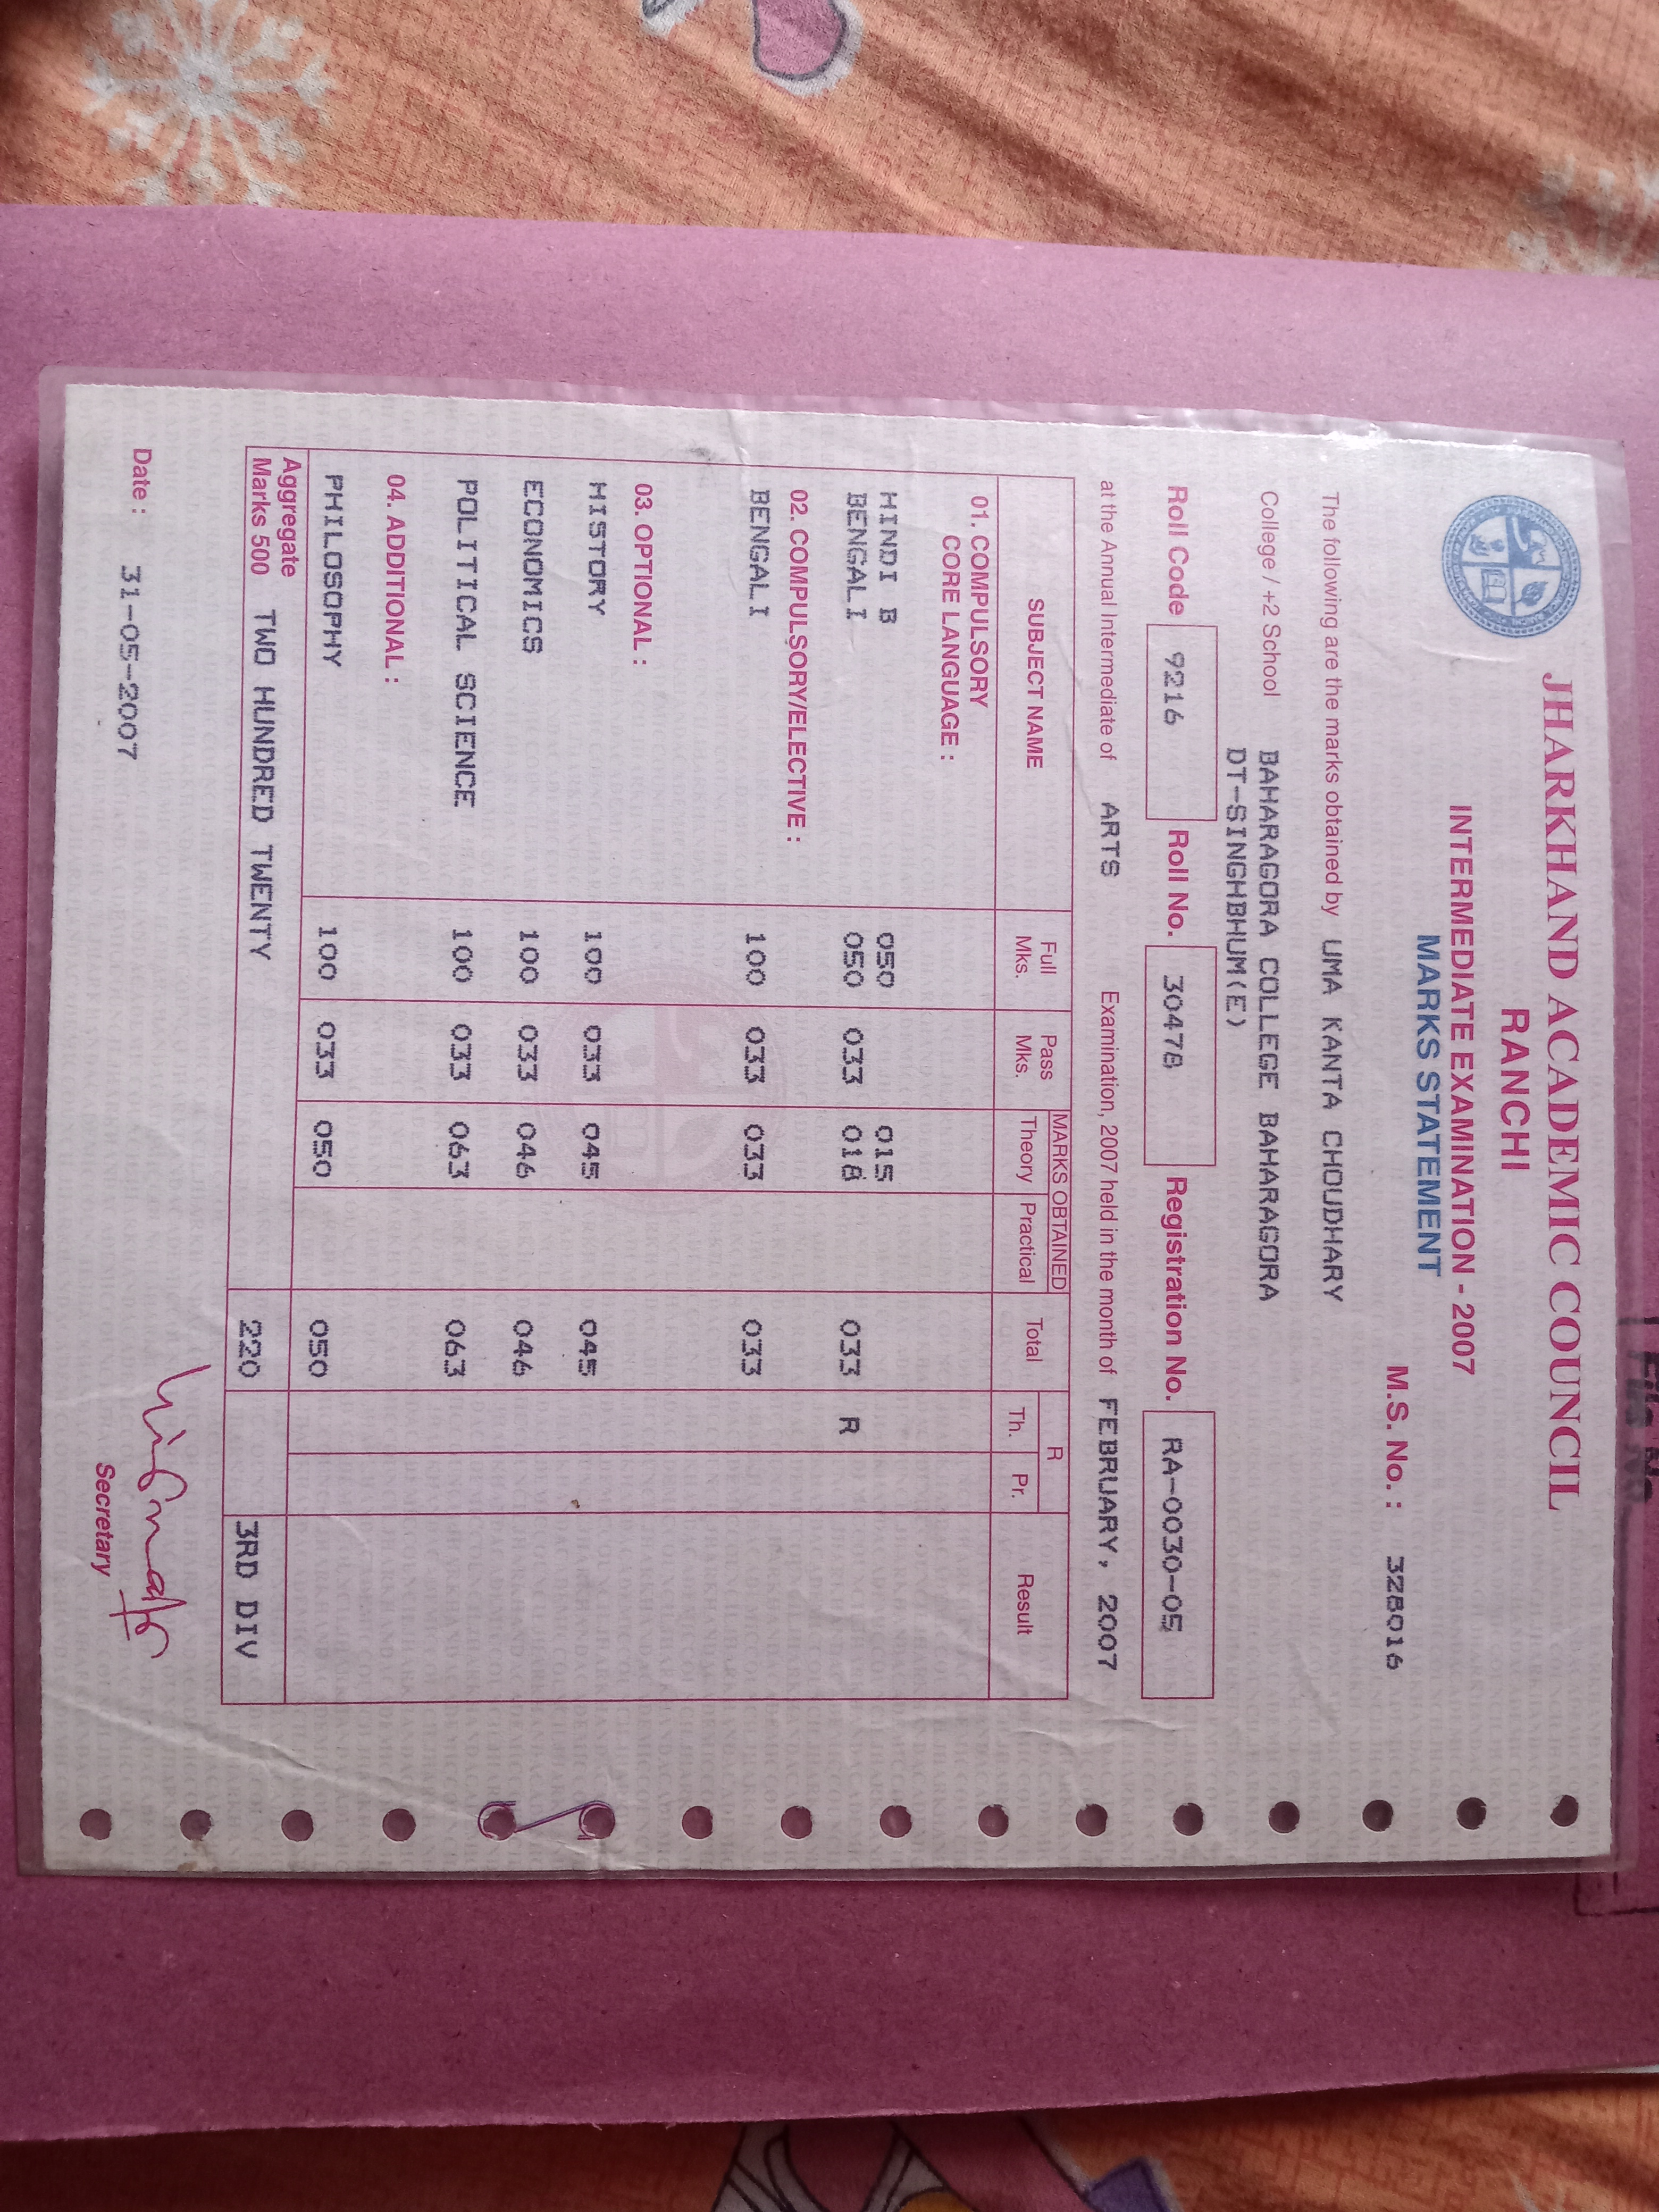 JHARKHAND ACADEMIC COUNCIL
RANCHI
INTERMEDIATE EXAMINATION - 2007
MARKS STATEMENT
M.S. No. : 328016
The following are the marks obtained by UMA KANTA CHOUDHARY
College / +2 School BAHARAGORA COLLEGE BAHARAGORA
DT-SINGHBHUM(E)
Roll Code 9216 Roll No. 30478 Registration No. RA-0030-05
at the Annual Intermediate of ARTS Examination, 2007 held in the month of FEBRUARY, 2007
SUBJECT NAME Full Mks. Pass Mks. MARKS OBTAINED Theory Practical Total R Th. Pr. Result
01. COMPULSORY
CORE LANGUAGE :
HINDI B 050 015
BENGALI 050 033 018 033 R
02. COMPULSORY/ELECTIVE :
BENGALI 100 033 033 033
03. OPTIONAL :
HISTORY 100 033 045 045
ECONOMICS 100 033 046 046
POLITICAL SCIENCE 100 033 063 063
04. ADDITIONAL :
PHILOSOPHY 100 033 050 050
Aggregate
Marks 500 TWO HUNDRED TWENTY 220 3RD DIV
Date : 31-05-2007
Secretary